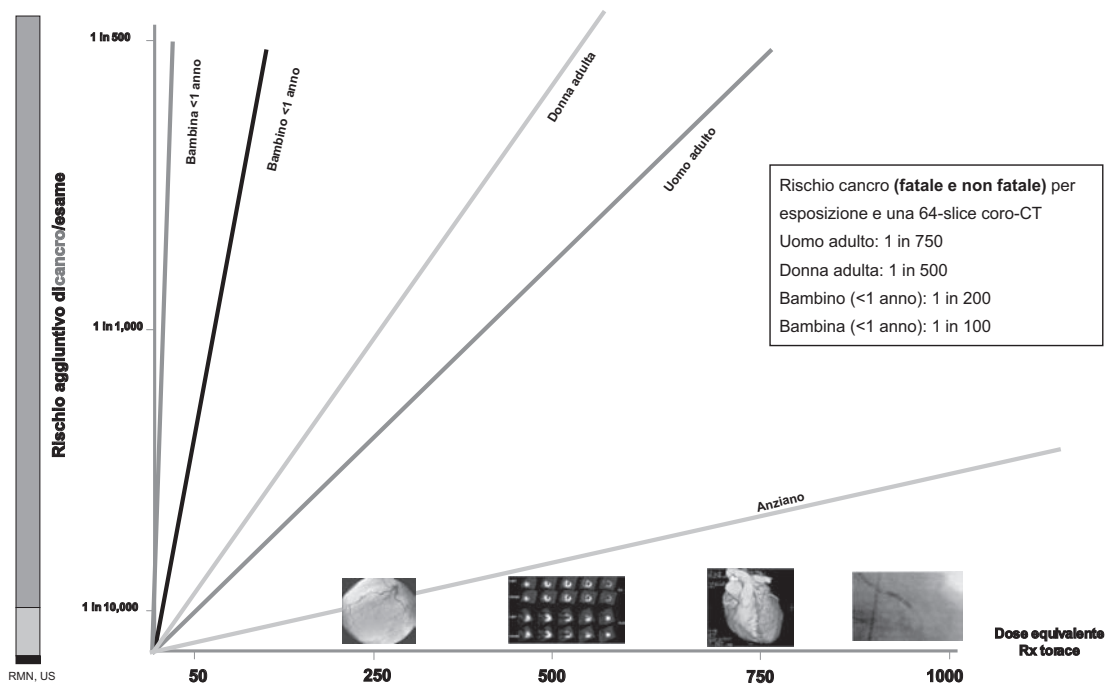 1 in 500
Bambina <1 anno
Bambino <1 anno
Donna adulta
Uomo adulto
Rischio cancro (fatale e non fatale) per
esposizione e una 64-slice coro-CT
Uomo adulto: 1 in 750
Donna adulta: 1 in 500
Bambino (<1 anno): 1 in 200
Bambina (<1 anno): 1 in 100
Rischio aggiuntivo dicancro/esame
1 in 1,000
Anziano
1 in 10,000
Dose equivalente
Rx torace
RMN, US
50
250
500
750
1000